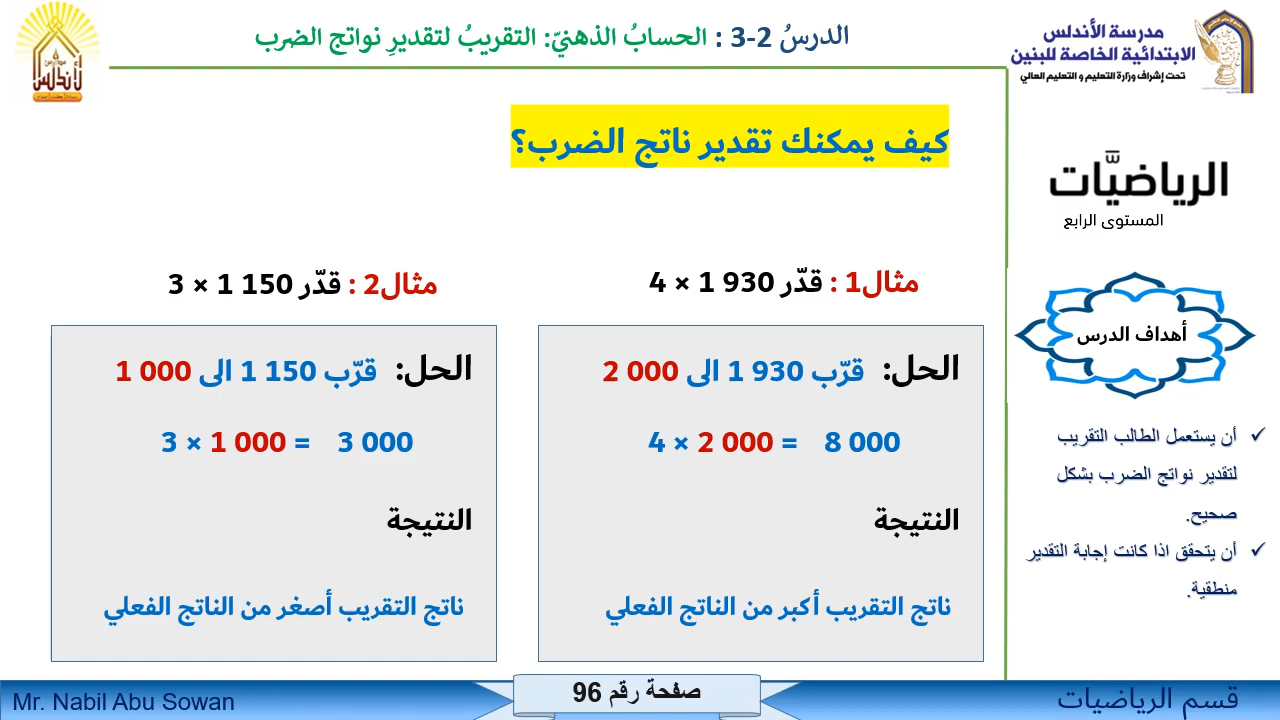 مدرسة الأندلس
الابتدائية الخاصة للبنين
تحت إشراف وزارة التعليم و التعليم العالي
الدرسُ 2-3 : الحسابُ الذهنيّ: التقريبُ لتقديرِ نواتج الضرب
كيف يمكنك تقدير ناتج الضرب؟
الرياضيَّات
المستوى الرابع
مثال1 : قدّر 930 1 × 4
الحل: قرّب 930 1 الى 000 2
4 × 2 000 = 8 000
النتيجة
ناتج التقريب أكبر من الناتج الفعلي
مثال2 : قدّر 150 1 × 3
الحل: قرّب 150 1 الى 000 1
3 × 1 000 = 3 000
النتيجة
ناتج التقريب أصغر من الناتج الفعلي
أهداف الدرس
✓ أن يستعمل الطالب التقريب
لتقدير نواتج الضرب بشكل
صحيح.
✓ أن يتحقق اذا كانت إجابة التقدير
منطقية.
قسم الرياضيات
صفحة رقم 96
Mr. Nabil Abu Sowan